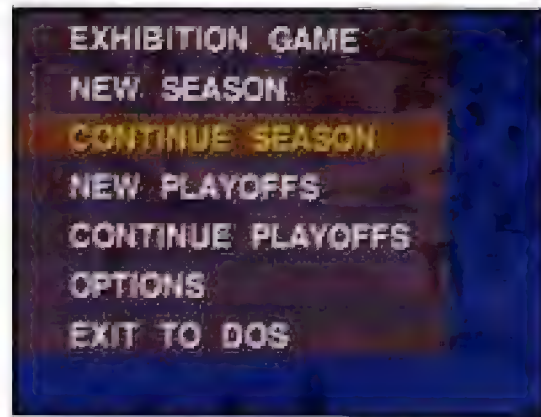 EXHIBITION GAME
NEW SEASON
CONTINUE SEASON
NEW PLAYOFFS
CONTINUE PLAYOFFS
OPTIONS
EXIT TO DOS